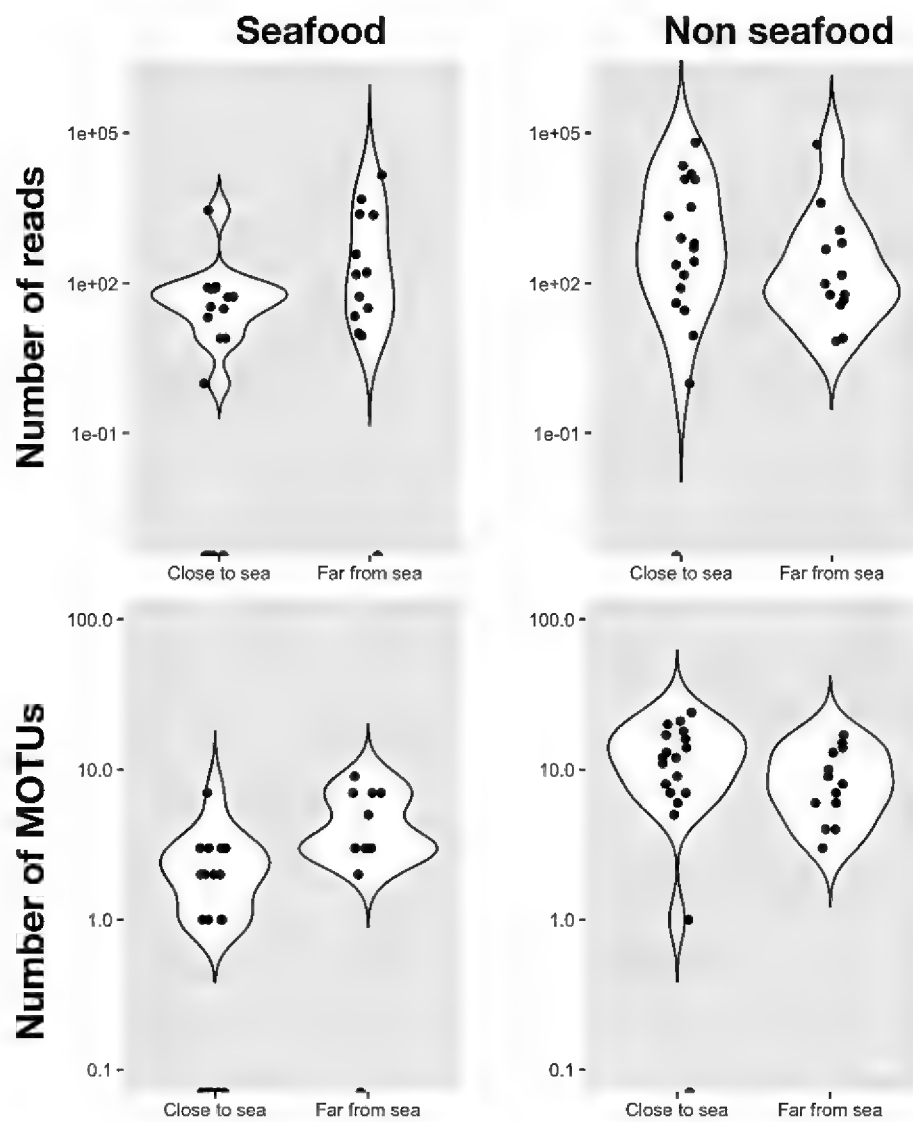 Seafood
Non seafood
Number of reads
1e+05
1e+02
1e-01
Close to sea
Far from sea
1e+05
1e+02
1e-01
Close to sea
Far from sea
Number of MOTUs
100.0
10.0
1.0
0.1
Close to sea
Far from sea
100.0
10.0
1.0
0.1
Close to sea
Far from sea